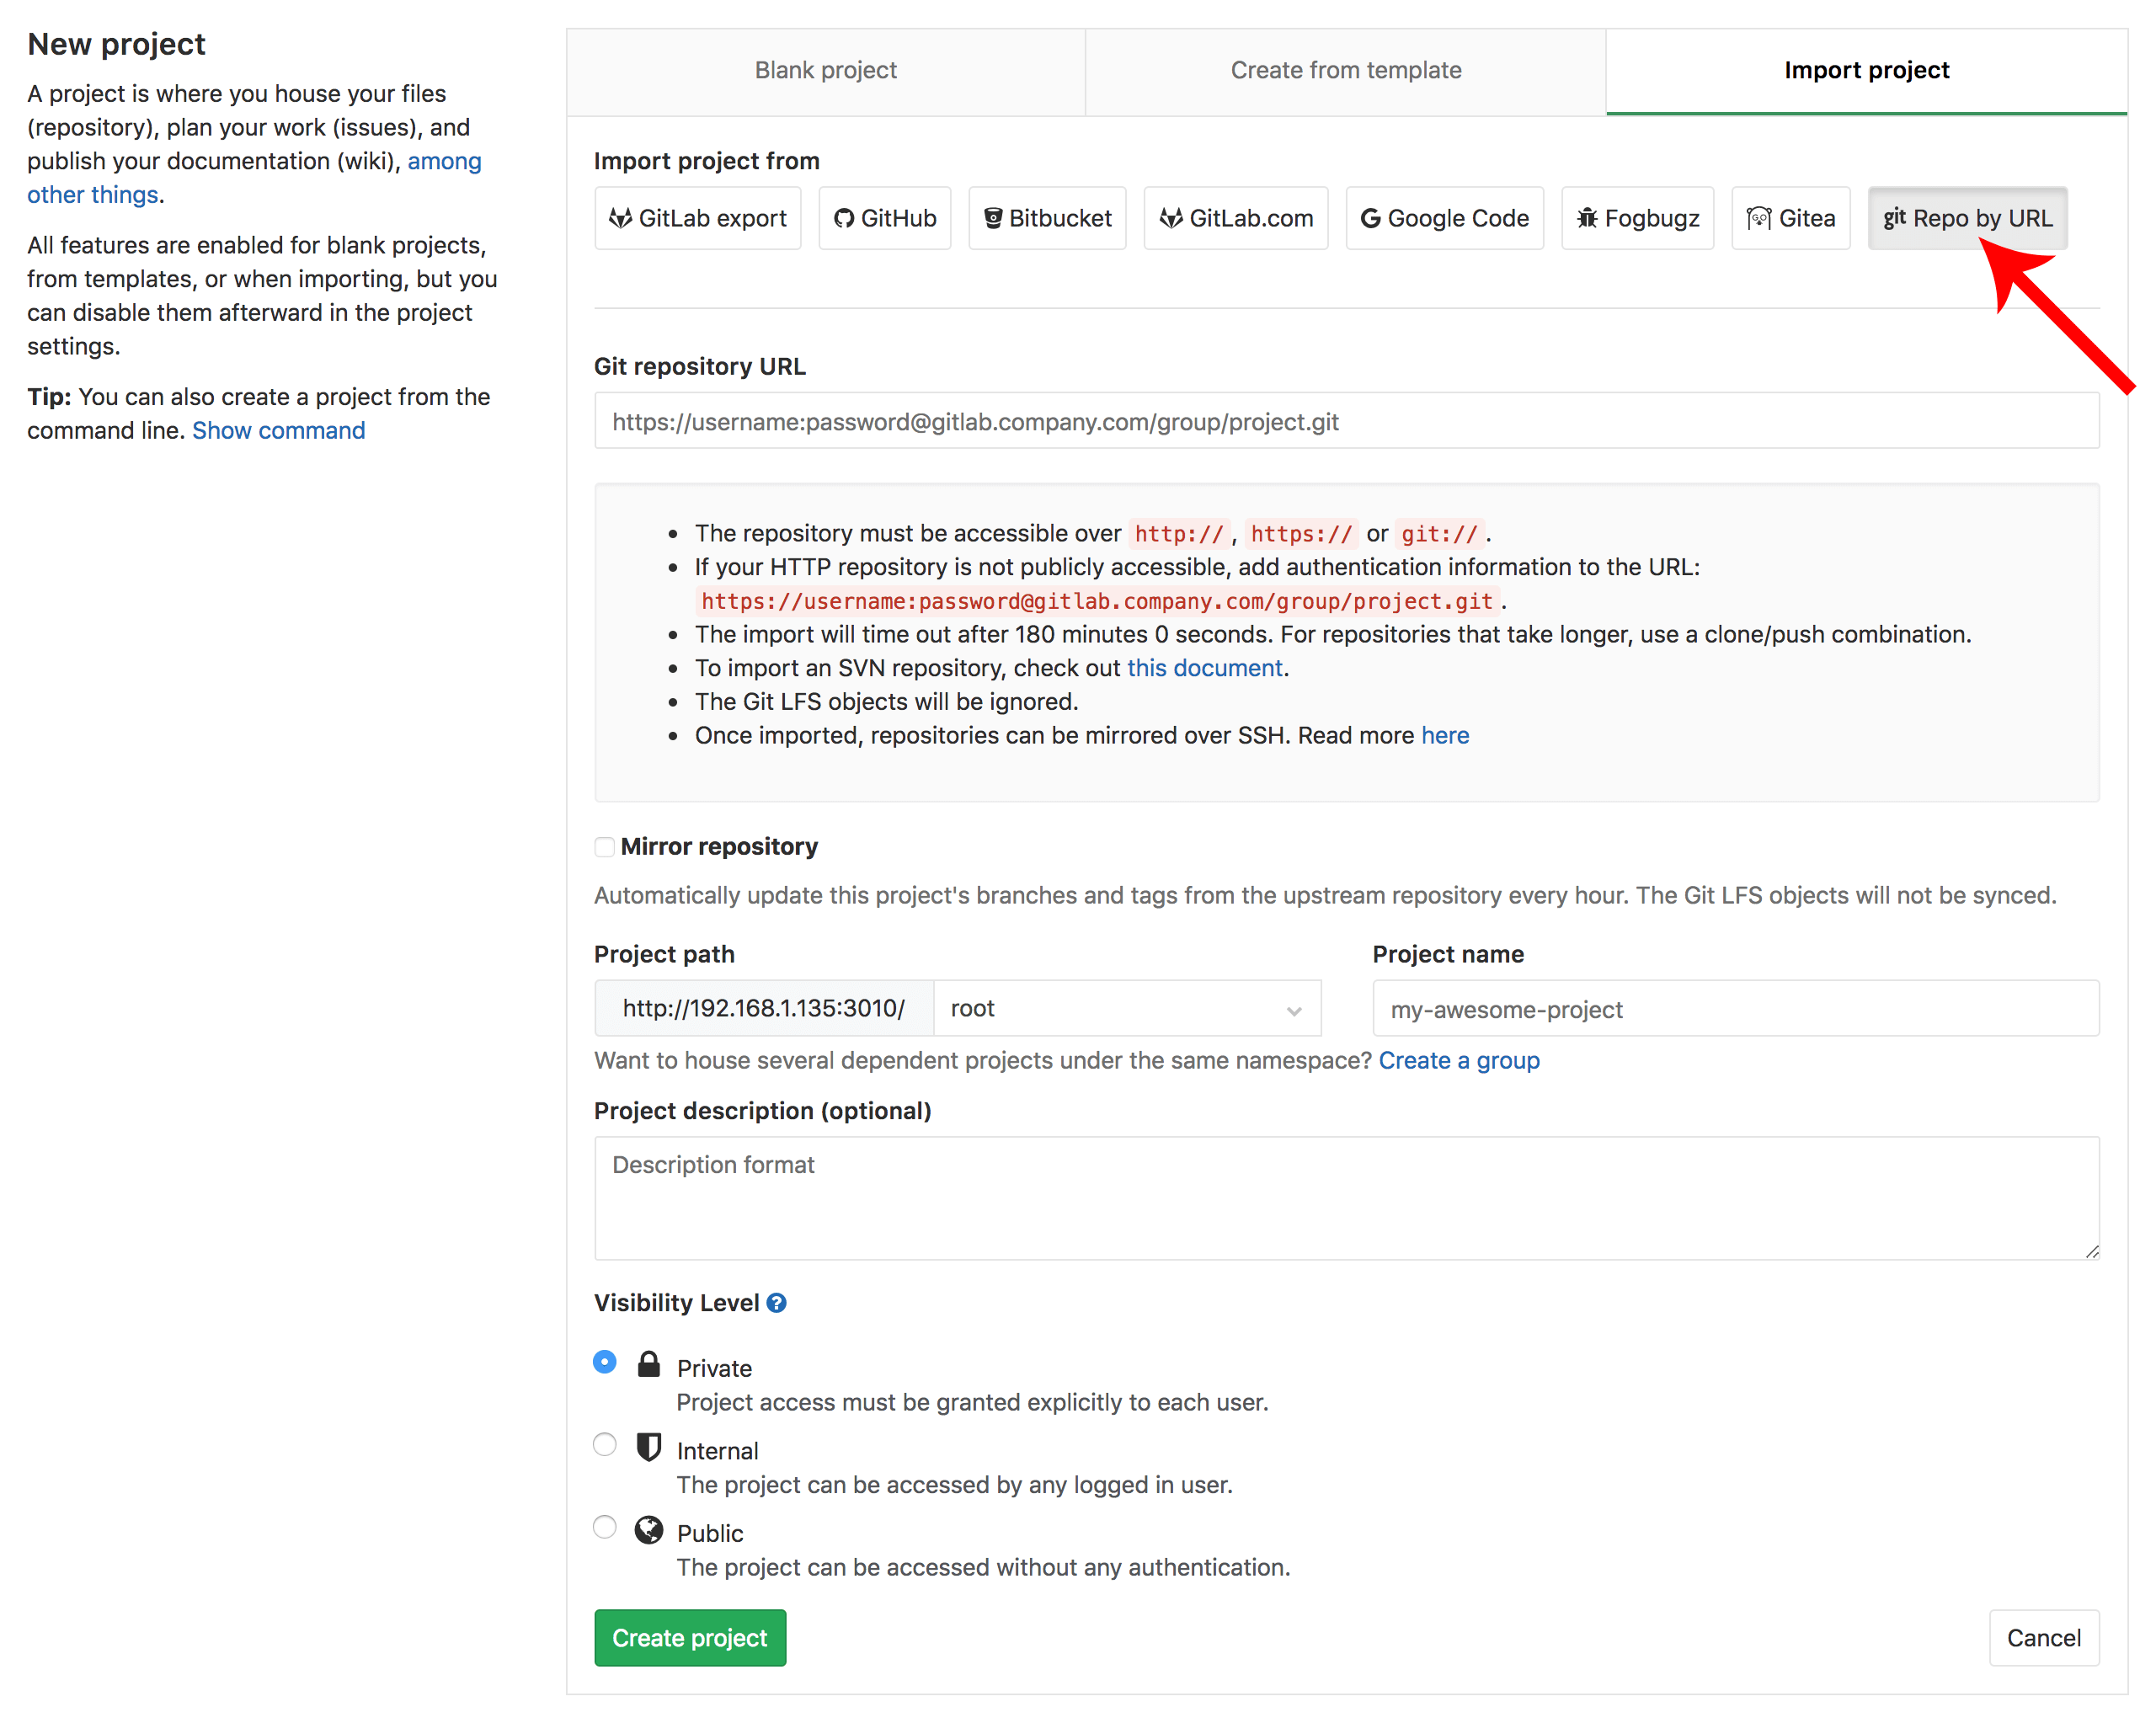 New project
A project is where you house your files
(repository), plan your work (issues), and
publish your documentation (wiki), among
other things.
All features are enabled for blank projects,
from templates, or when importing, but you
can disable them afterward in the project
settings.
Tip: You can also create a project from the
command line. Show command
Blank project
Create from template
Import project
Import project from
GitLab export
GitHub
Bitbucket
GitLab.com
Google Code
Fogbugz
Gitea
git Repo by URL
Git repository URL
https://username:password@gitlab.company.com/group/project.git
The repository must be accessible over http://, https:// or git://.
If your HTTP repository is not publicly accessible, add authentication information to the URL:
https://username:password@gitlab.company.com/group/project.git.
The import will time out after 180 minutes 0 seconds. For repositories that take longer, use a clone/push combination.
To import an SVN repository, check out this document.
The Git LFS objects will be ignored.
Once imported, repositories can be mirrored over SSH. Read more here
Mirror repository
Automatically update this project's branches and tags from the upstream repository every hour. The Git LFS objects will not be synced.
Project path
Project name
http://192.168.1.135:3010/
root
my-awesome-project
Want to house several dependent projects under the same namespace? Create a group
Project description (optional)
Description format
Visibility Level ?
Private
Project access must be granted explicitly to each user.
Internal
The project can be accessed by any logged in user.
Public
The project can be accessed without any authentication.
Create project
Cancel